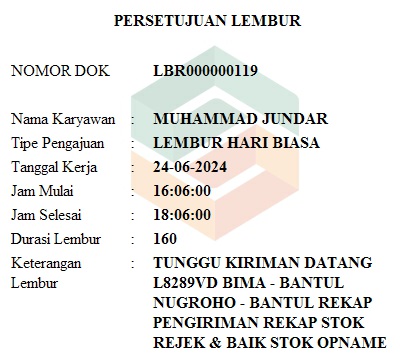 PERSETUJUAN LEMBUR
NOMOR DOK LBR000000119
Nama Karyawan : MUHAMMAD JUNDAR
Tipe Pengajuan : LEMBUR HARI BIASA
Tanggal Kerja : 24-06-2024
Jam Mulai : 16:06:00
Jam Selesai : 18:06:00
Durasi Lembur : 160
Keterangan : TUNGGU KIRIMAN DATANG
Lembur L8289VD BIMA - BANTUL
NUGROHO - BANTUL REKAP
PENGIRIMAN REKAP STOK
REJEK & BAIK STOK OPNAME